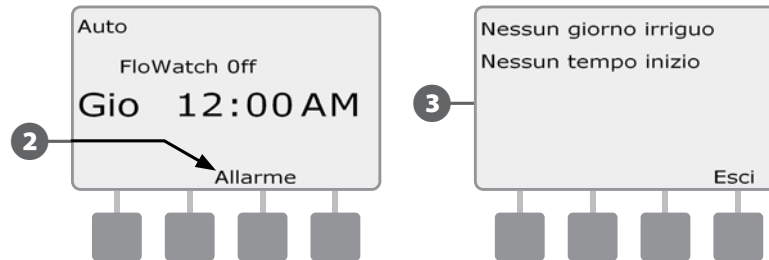 Auto
FloWatch Off
Gio 12:00 AM
2
Allarme
Nessun giorno irriguo
Nessun tempo inizio
3
Esci